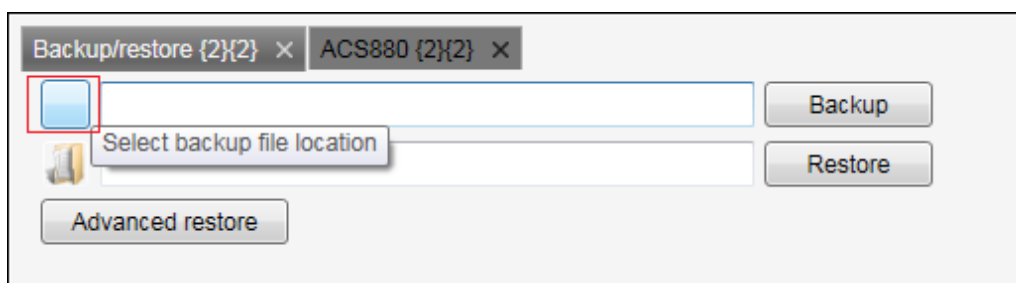 Backup/restore {2}{2} × ACS880 {2}{2} ×
Backup
Select backup file location
Restore
Advanced restore